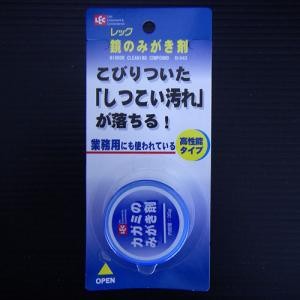 LEC
レック
鏡のみがき剤
MIRROR CLEANING COMPOUND
こびりついた
「しつこい汚れ」
が落ちる!
業務用にも使われている
高性能
タイプ
LEC
カガミの
みがき剤
OPEN